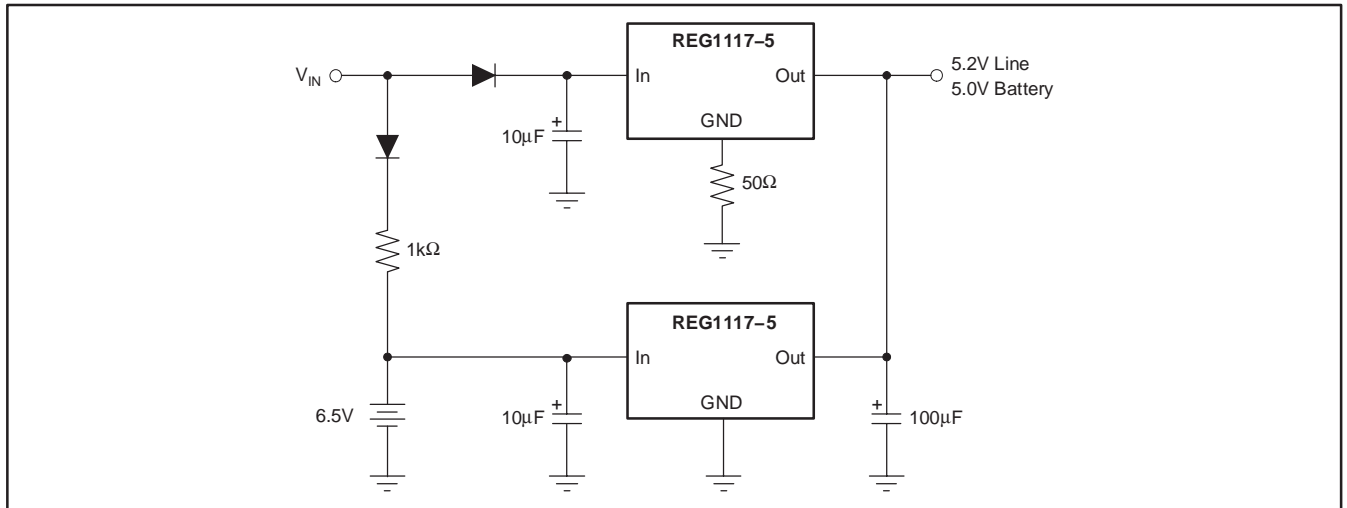 REG1117–5
V_IN
In
Out
5.2V Line
5.0V Battery
GND
+
10μF
50Ω
1kΩ
REG1117–5
In
Out
GND
6.5V
+
10μF
+
100μF